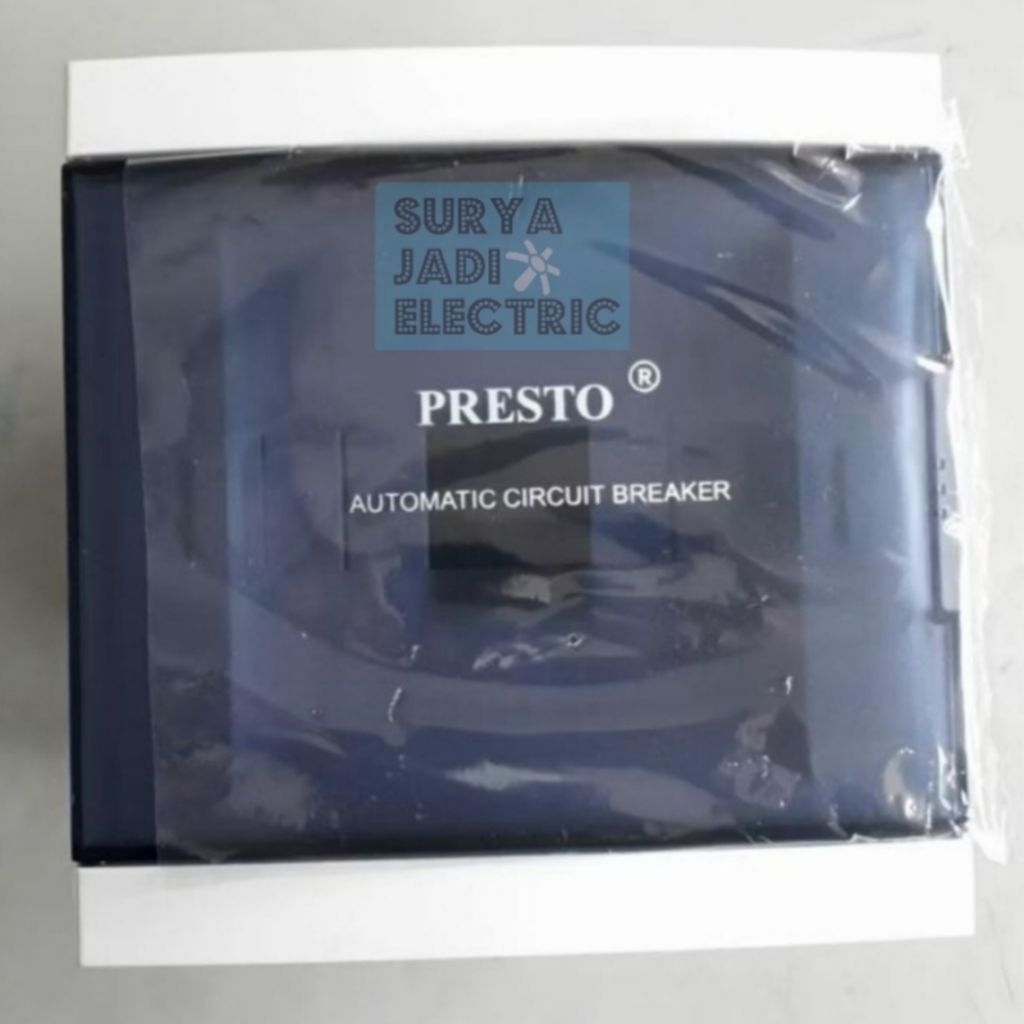 SURYA
JADI
ELECTRIC
PRESTO ®
AUTOMATIC CIRCUIT BREAKER